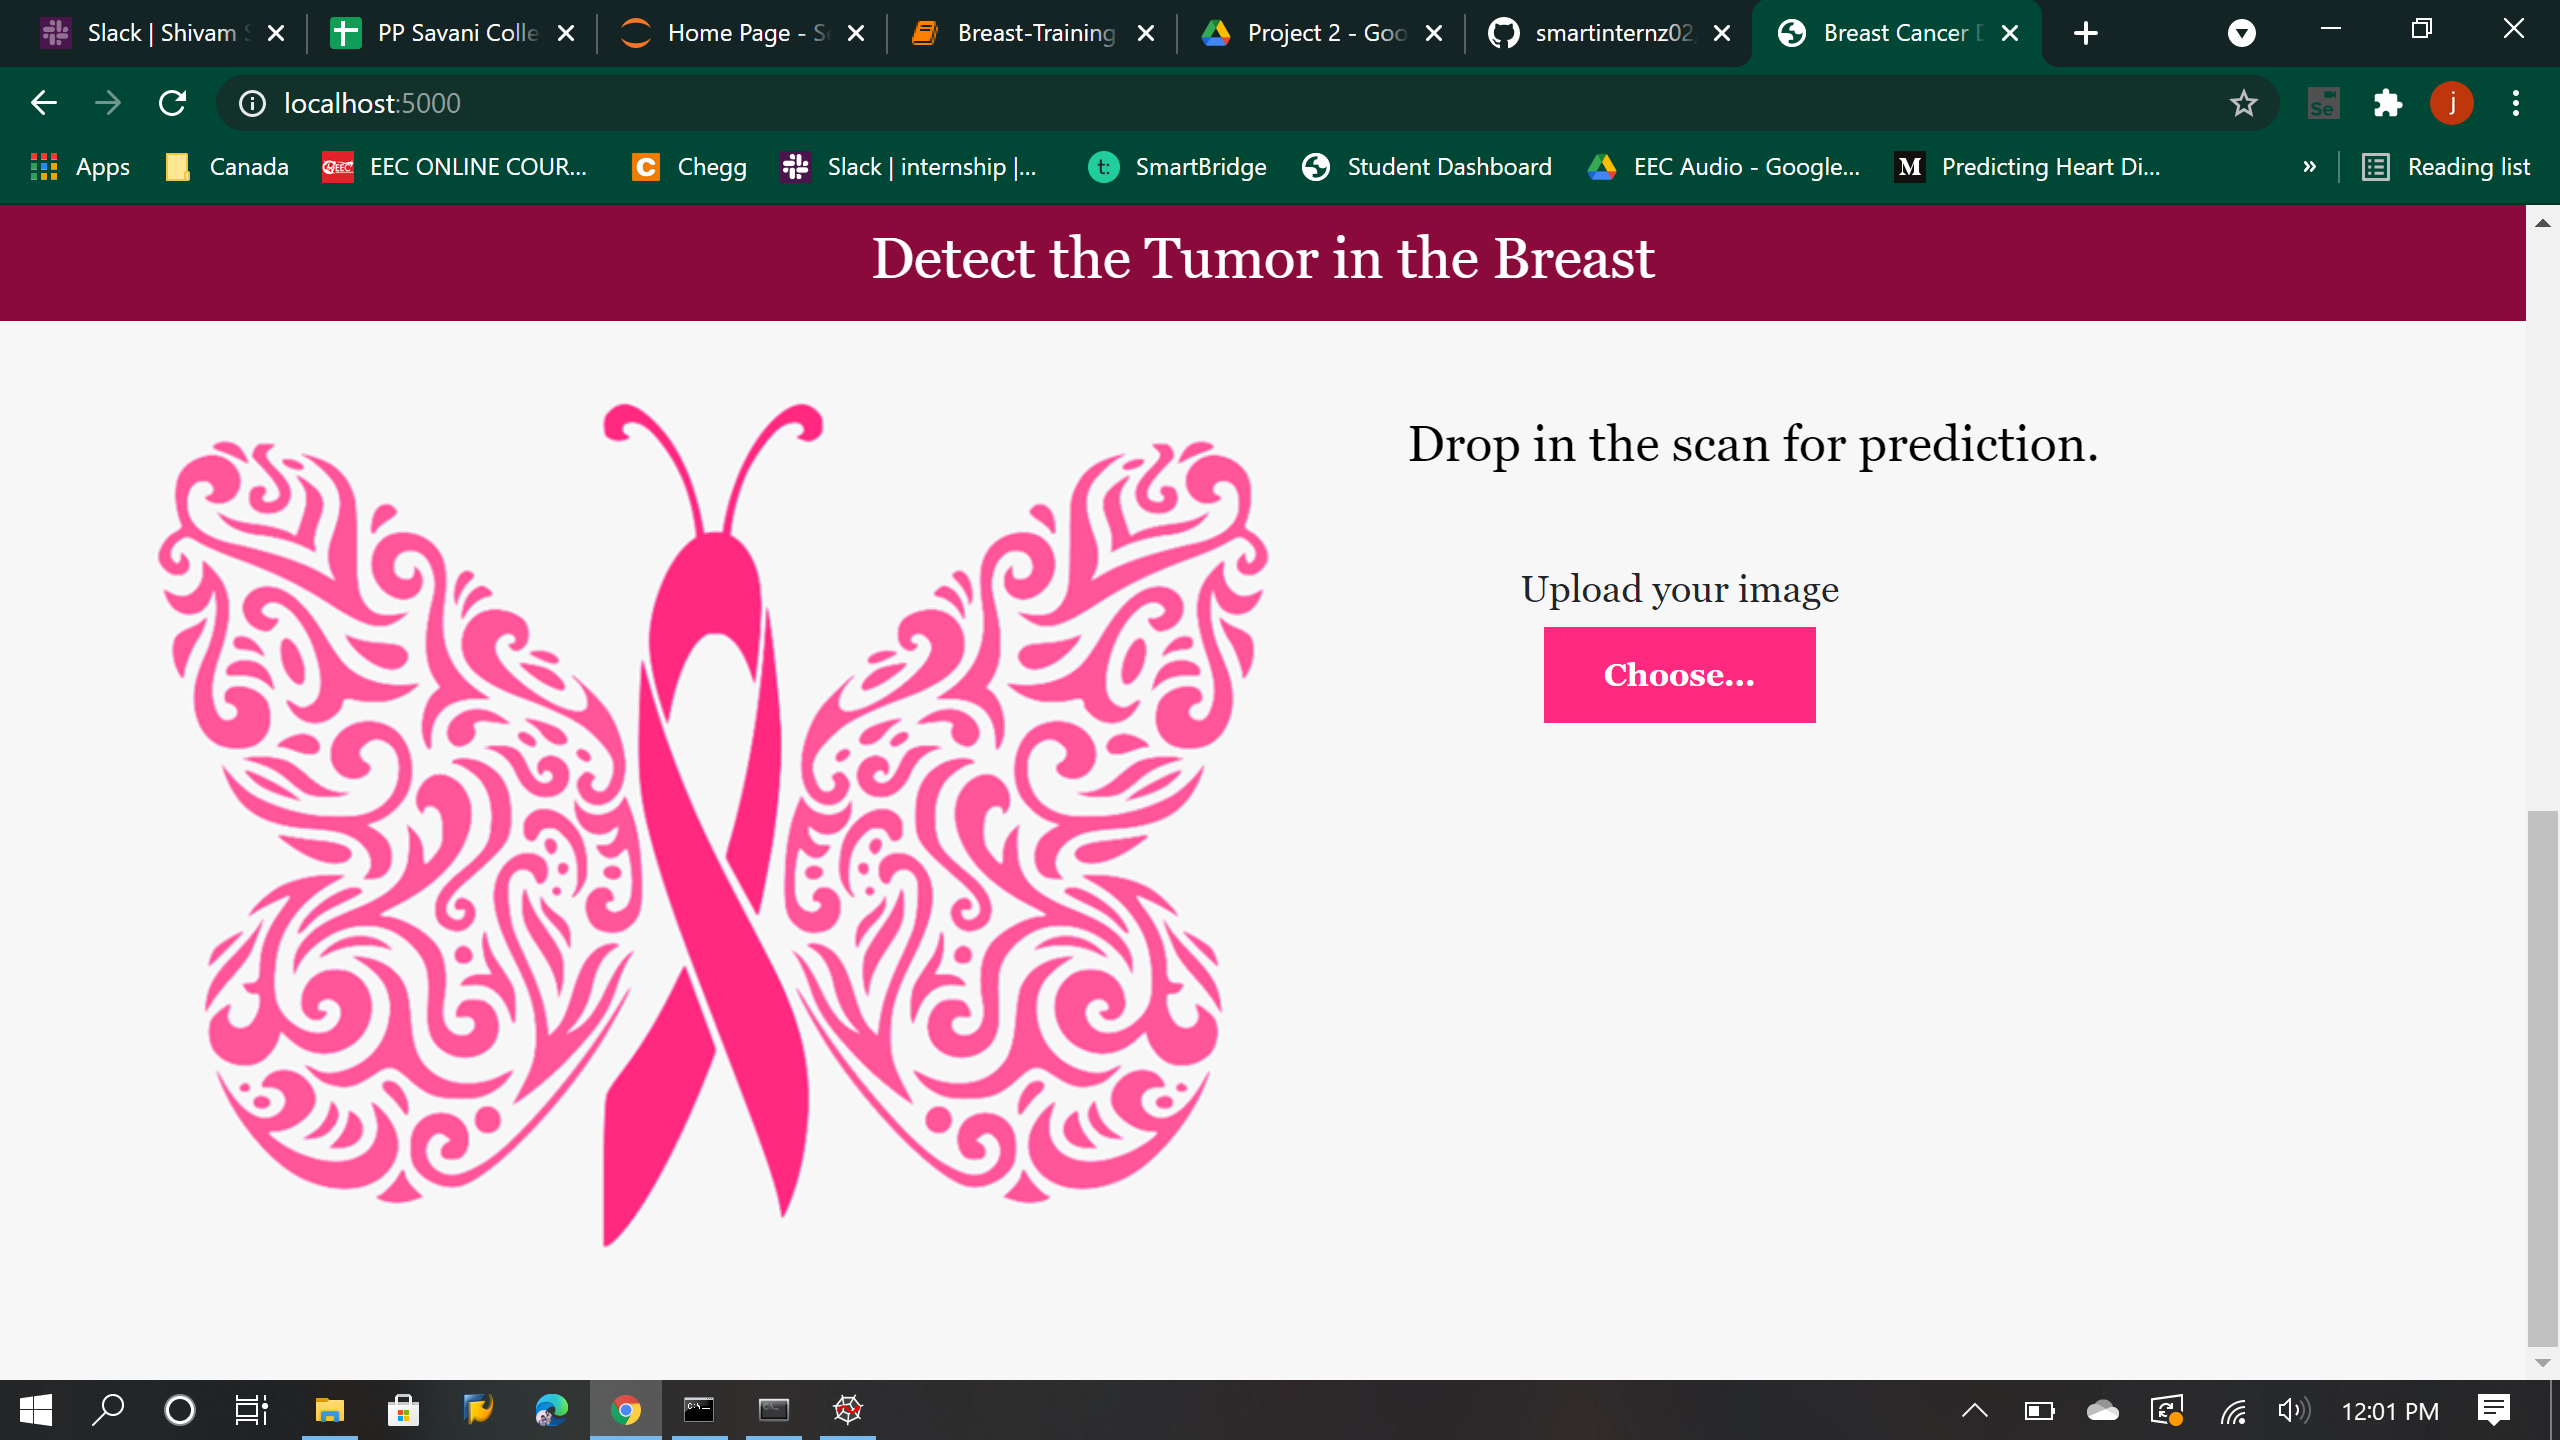 Slack | Shivam S
PP Savani Colle
Home Page - Se
Breast-Training
Project 2 - Goo
smartinternz02
Breast Cancer D
localhost:5000
Se
j
Apps
Canada
EEC ONLINE COUR...
Chegg
Slack | internship |...
t:
SmartBridge
Student Dashboard
EEC Audio - Google...
M
Predicting Heart Di...
»
Reading list
Detect the Tumor in the Breast
Drop in the scan for prediction.
Upload your image
Choose...
12:01 PM